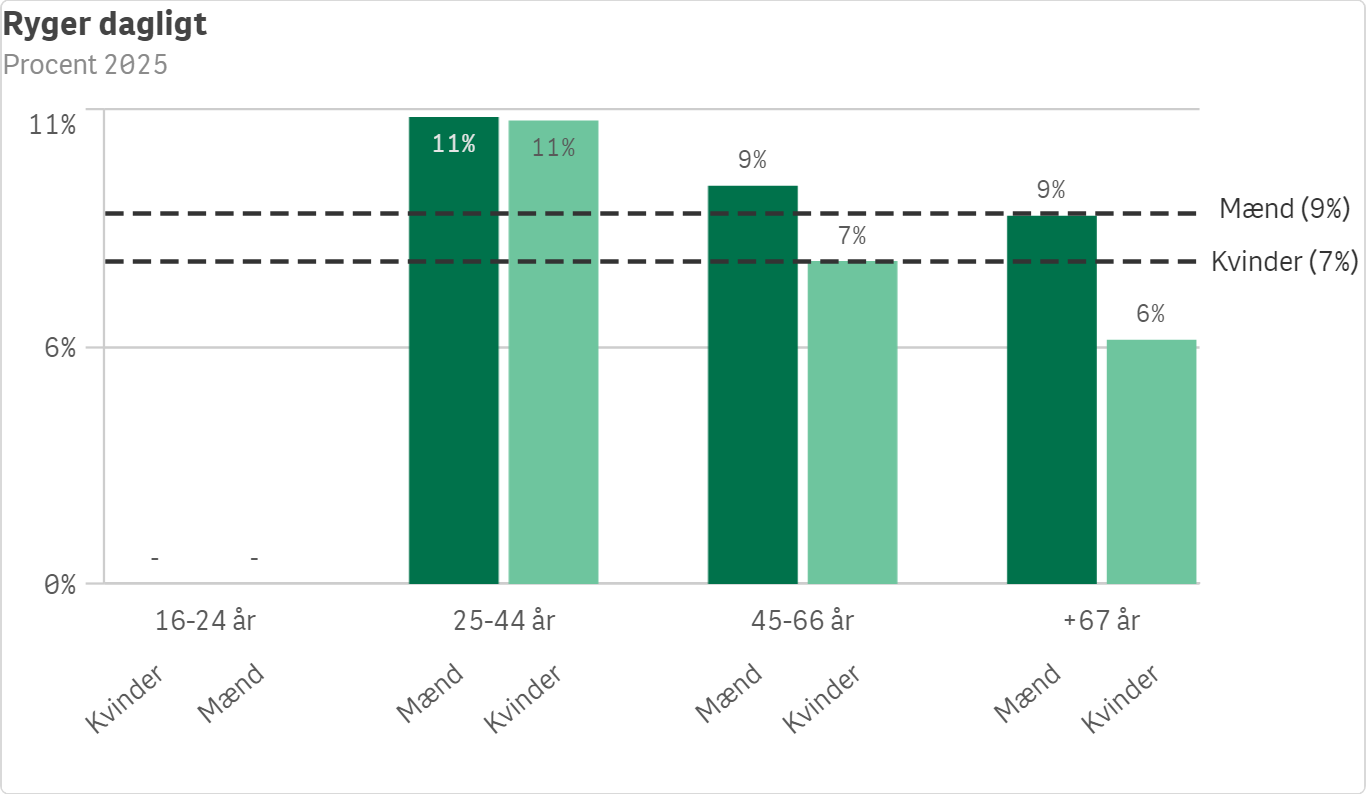 Ryger dagligt
Procent 2025
11%
11%
11%
9%
9%
Mænd (9%)
7%
Kvinder (7%)
6%
6%
-
-
0%
16-24 år
25-44 år
45-66 år
+67 år
Kvinder
Mænd
Mænd
Kvinder
Mænd
Kvinder
Mænd
Kvinder